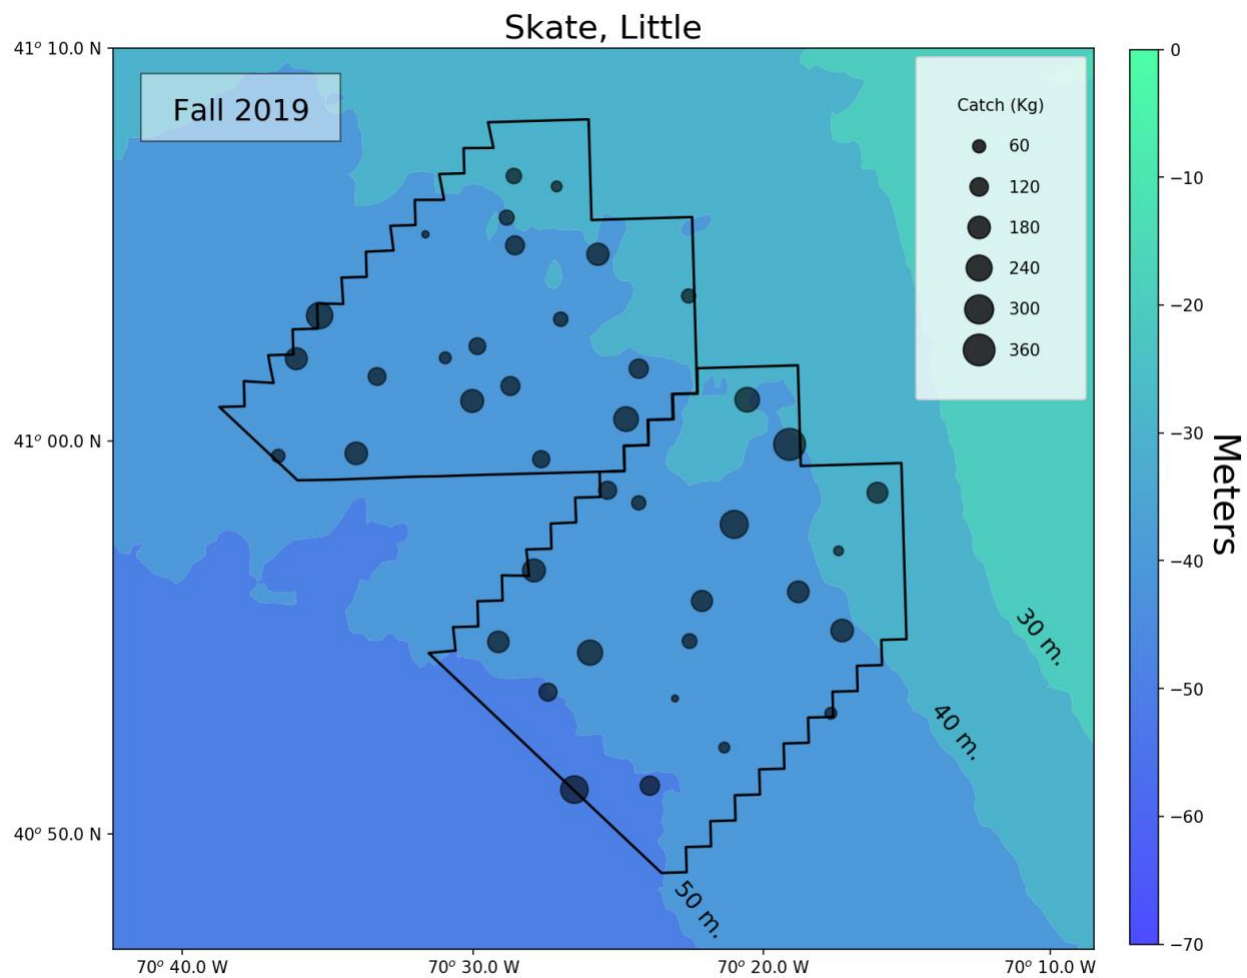 Skate, Little
41° 10.0 N
41° 00.0 N
40° 50.0 N
Fall 2019
Catch (Kg)
60
120
180
240
300
360
30 m.
40 m.
50 m.
70° 40.0 W
70° 30.0 W
70° 20.0 W
70° 10.0 W
0
−10
−20
−30
−40
−50
−60
−70
Meters